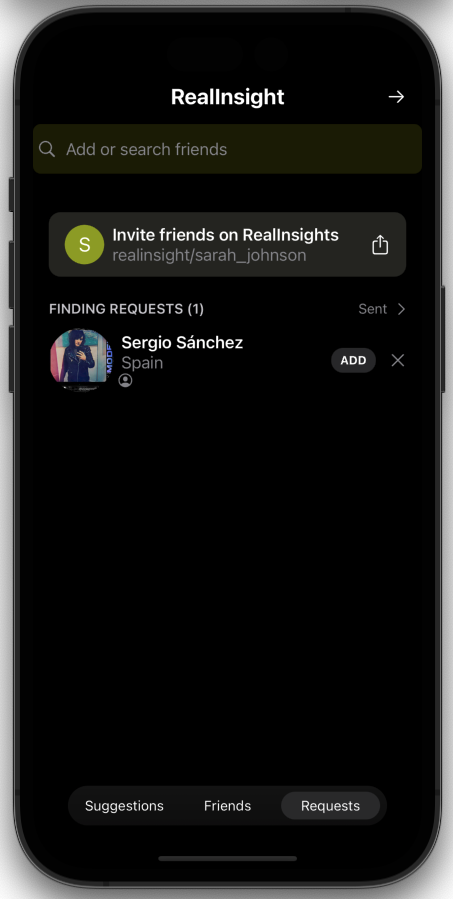 RealInsight
Add or search friends
S
Invite friends on RealInsights
realinsight/sarah_johnson
FINDING REQUESTS (1)
Sent
Sergio Sánchez
Spain
ADD
Suggestions
Friends
Requests